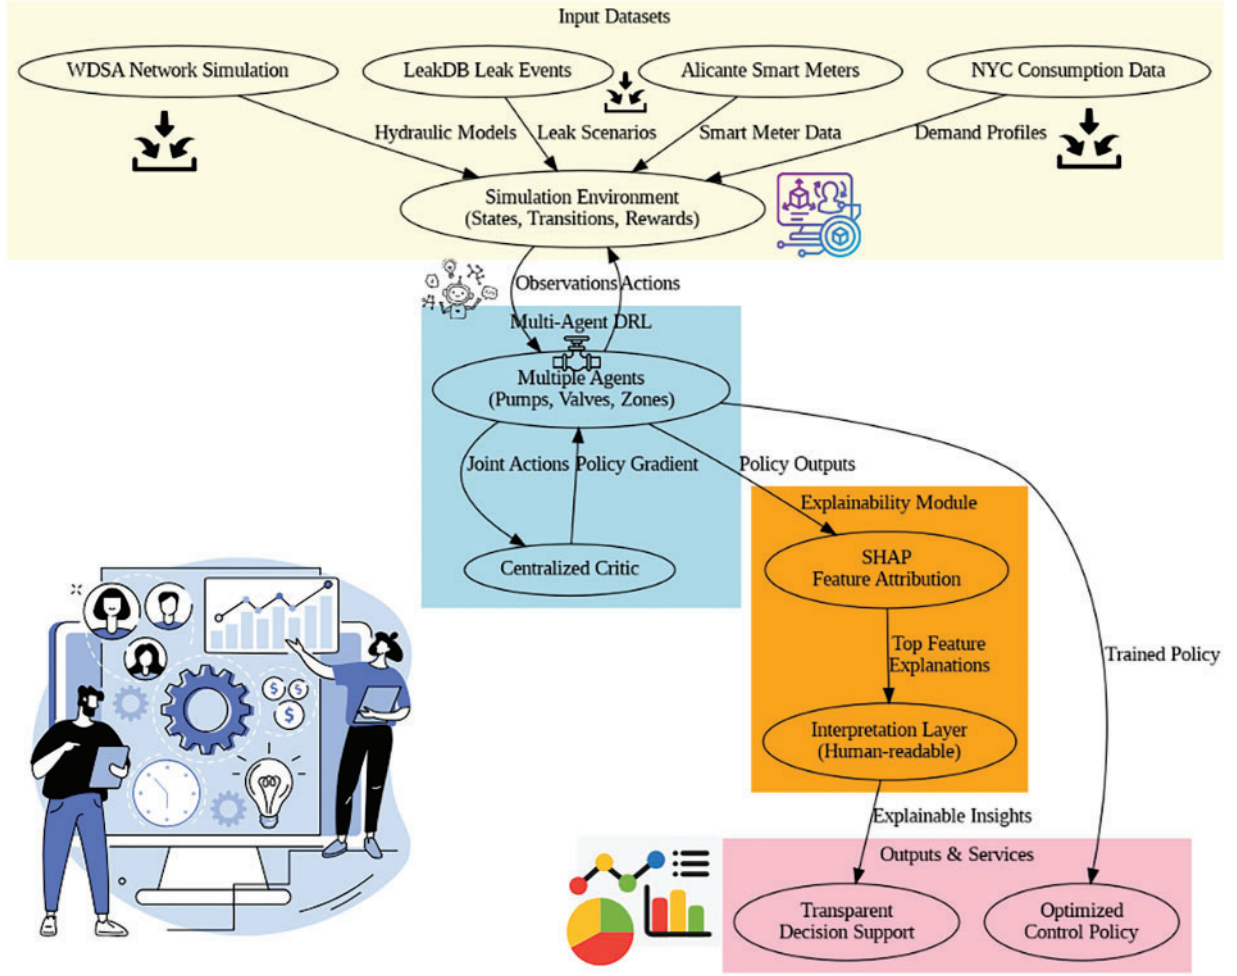 Input Datasets
WDSA Network Simulation
LeakDB Leak Events
Alicante Smart Meters
NYC Consumption Data
Hydraulic Models
Leak Scenarios
Smart Meter Data
Demand Profiles
Simulation Environment
(States, Transitions, Rewards)
Observations
Actions
Multi-Agent DRL
Multiple Agents
(Pumps, Valves, Zones)
Joint Actions
Policy Gradient
Policy Outputs
Explainability Module
Centralized Critic
SHAP
Feature Attribution
Top Feature
Explanations
Trained Policy
Interpretation Layer
(Human-readable)
Explainable Insights
Outputs & Services
Transparent
Decision Support
Optimized
Control Policy
$
$
$